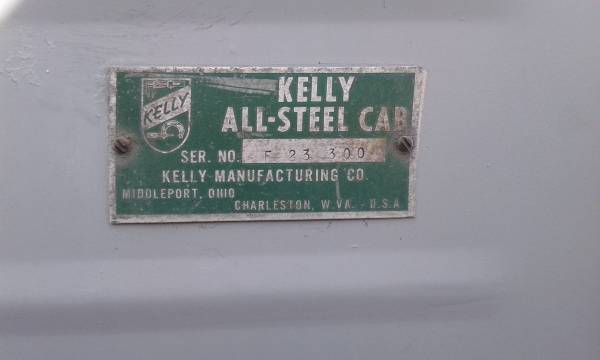 KELLY
KELLY
ALL-STEEL CAB
SER. NO. F 23 300
KELLY MANUFACTURING CO.
MIDDLEPORT, OHIO
CHARLESTON, W.VA. - U.S.A